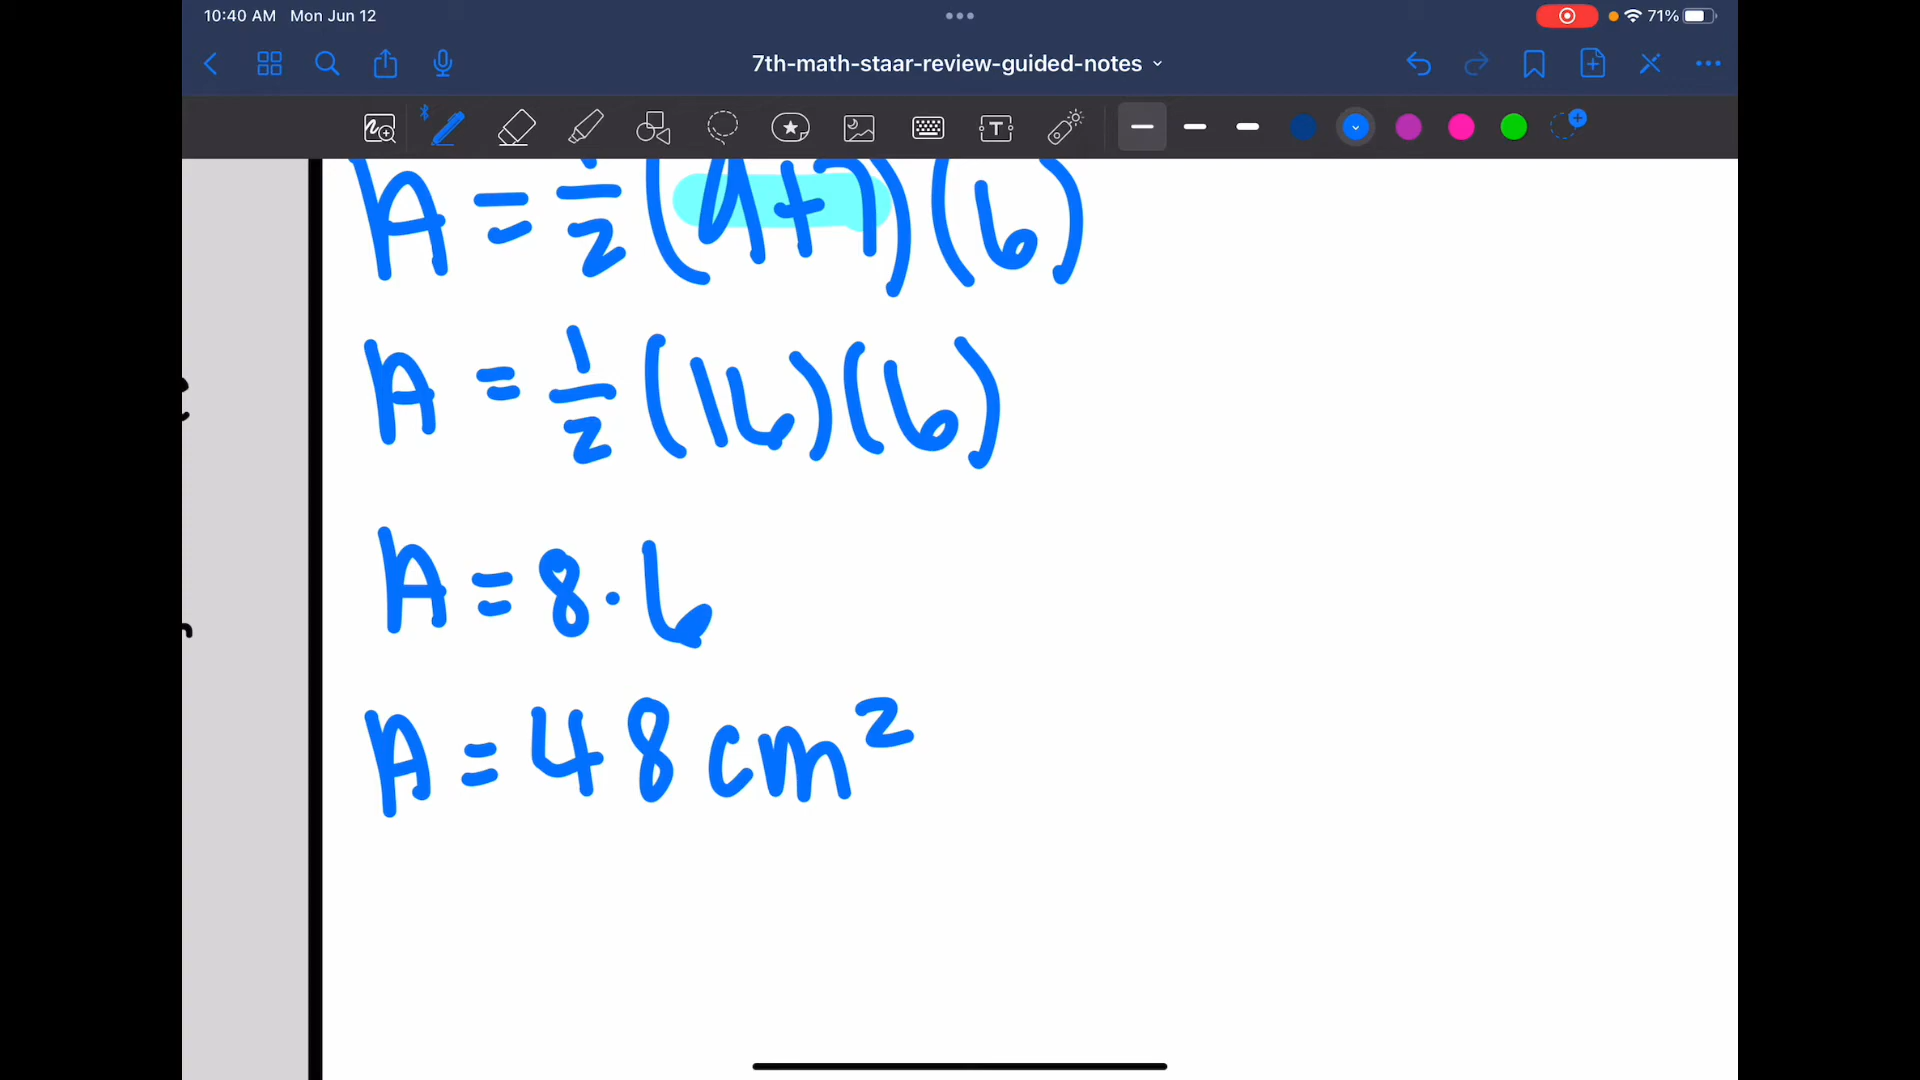 10:40 AM Mon Jun 12
71%
7th-math-staar-review-guided-notes
A = 1/2 (9+7)(6)
A = 1/2 (16)(6)
A = 8 · 6
A = 48 cm²